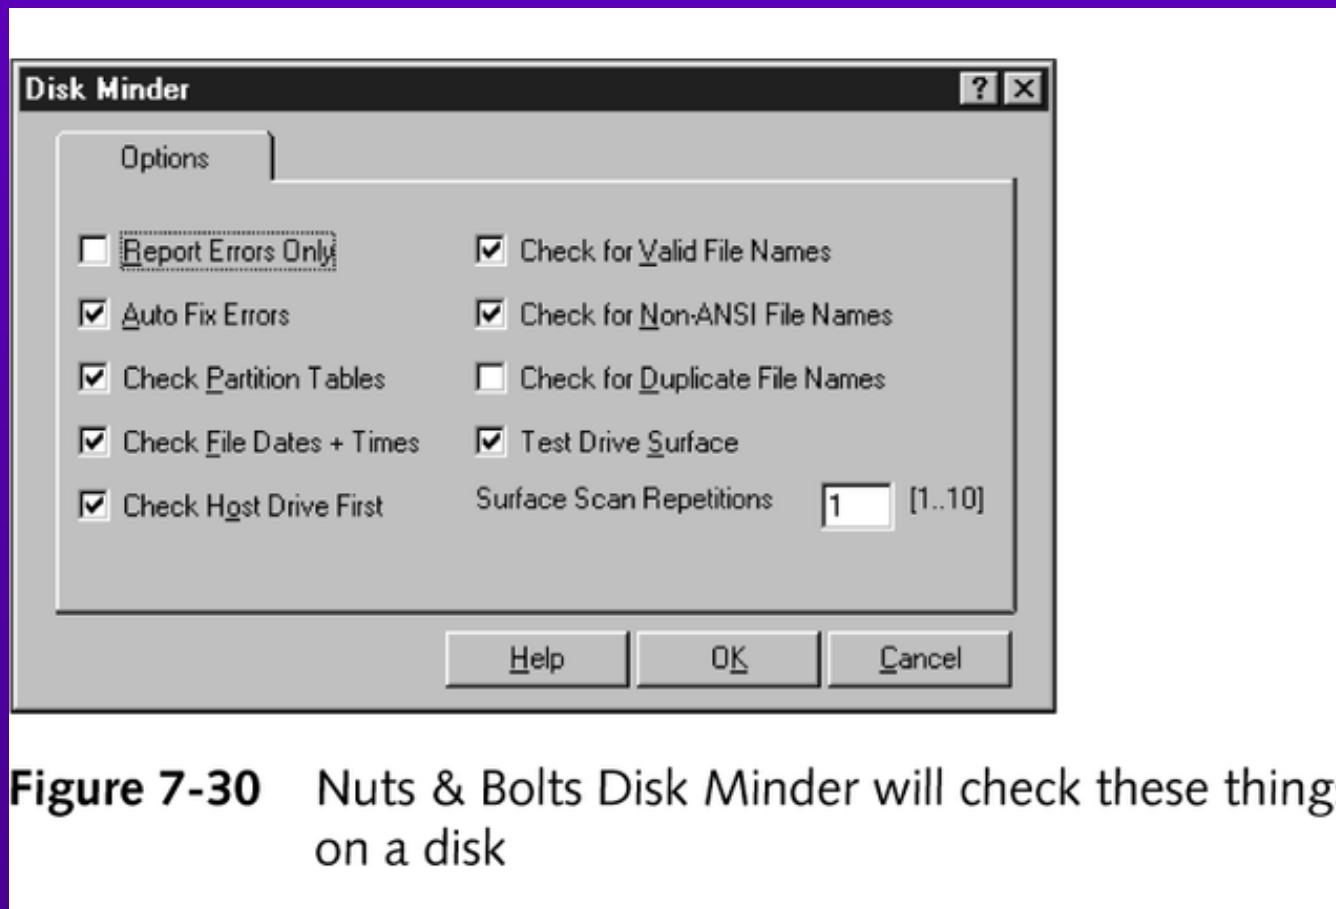 Disk Minder
Options
Report Errors Only
Auto Fix Errors
Check Partition Tables
Check File Dates + Times
Check Host Drive First
Check for Valid File Names
Check for Non-ANSI File Names
Check for Duplicate File Names
Test Drive Surface
Surface Scan Repetitions 1 [1..10]
Help OK Cancel
Figure 7-30 Nuts & Bolts Disk Minder will check these thing
on a disk